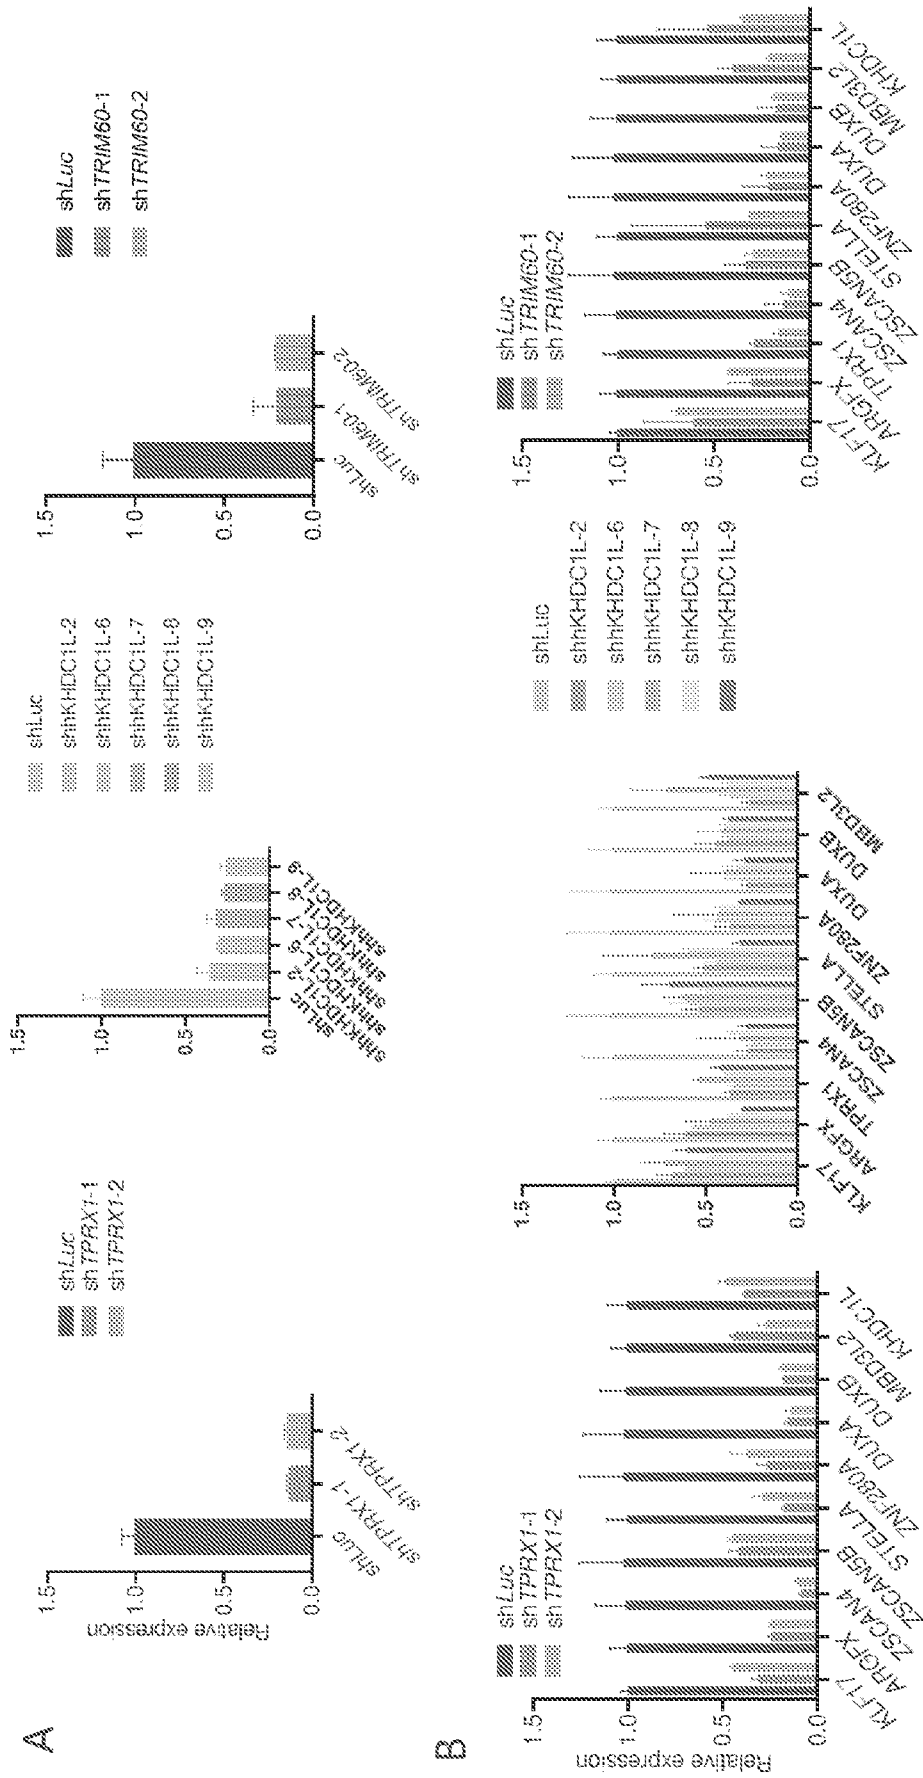 A
Relative expression
1.5
1.0
0.5
0.0
shLuc
shTPRX1-1
shTPRX1-2
shLuc
shTPRX1-1
shTPRX1-2
1.5
1.0
0.5
0.0
shLuc
shhKHDC1L-2
shhKHDC1L-6
shhKHDC1L-7
shhKHDC1L-8
shhKHDC1L-9
shLuc
shhKHDC1L-2
shhKHDC1L-6
shhKHDC1L-7
shhKHDC1L-8
shhKHDC1L-9
1.5
1.0
0.5
0.0
shLuc
shTRIM60-1
shTRIM60-2
shLuc
shTRIM60-1
shTRIM60-2
B
Relative expression
1.5
1.0
0.5
0.0
shLuc
shTPRX1-1
shTPRX1-2
KLF17
ARGFX
ZSCAN4
ZSCAN5B
STELLA
ZNF280A
DUXA
DUXB
MBD3L2
KHDC1L
1.5
1.0
0.5
0.0
KLF17
ARGFX
TPRX1
ZSCAN4
ZSCAN5B
STELLA
ZNF280A
DUXA
DUXB
MBD3L2
shLuc
shhKHDC1L-2
shhKHDC1L-6
shhKHDC1L-7
shhKHDC1L-8
shhKHDC1L-9
1.5
1.0
0.5
0.0
shLuc
shTRIM60-1
shTRIM60-2
KLF17
ARGFX
TPRX1
ZSCAN4
ZSCAN5B
STELLA
ZNF280A
DUXA
DUXB
MBD3L2
KHDC1L